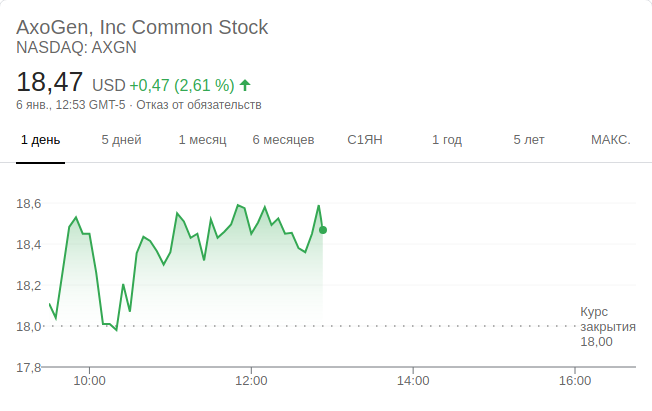 AxoGen, Inc Common Stock
NASDAQ: AXGN
18,47 USD +0,47 (2,61 %)
6 янв., 12:53 GMT-5 · Отказ от обязательств
1 день 5 дней 1 месяц 6 месяцев С1ЯН 1 год 5 лет МАКС.
18,6
18,4
18,2
18,0
17,8
Курс
закрытия
18,00
10:00 12:00 14:00 16:00